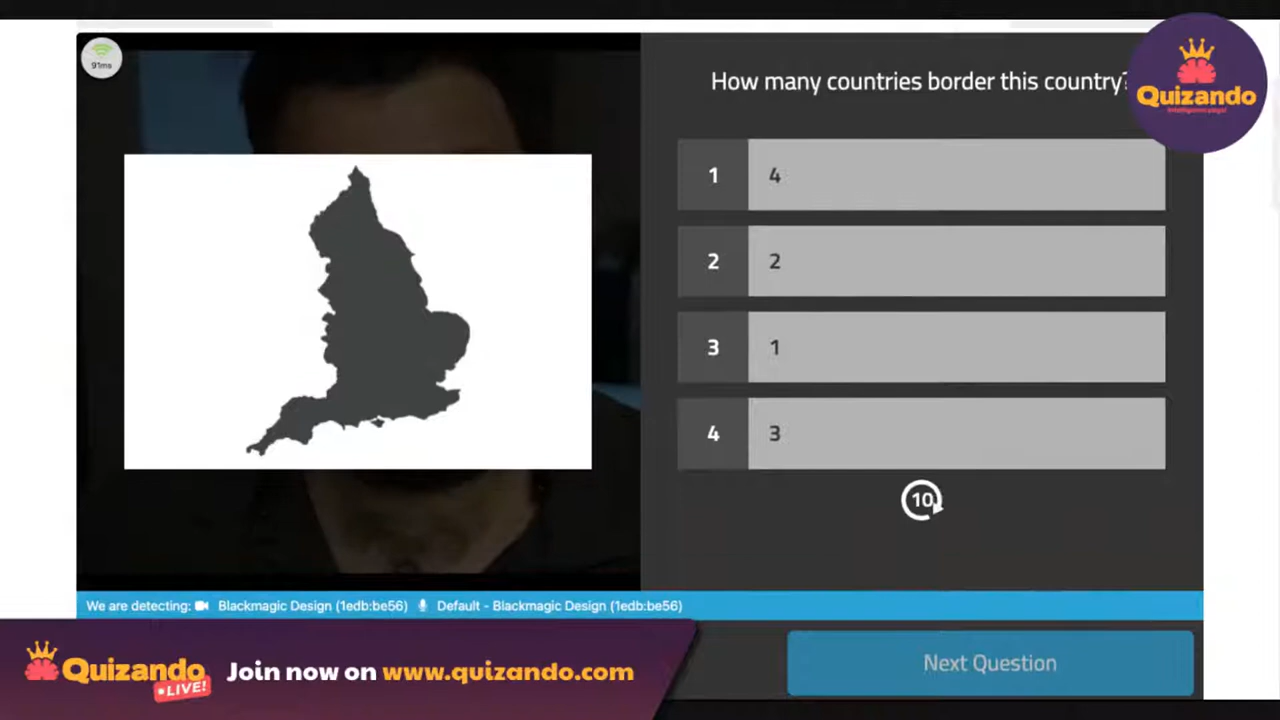 91ms
How many countries border this country?
Quizando
1 4
2 2
3 1
4 3
10
We are detecting: Blackmagic Design (1edb:be56) Default - Blackmagic Design (1edb:be56)
Next Question
Quizando
LIVE!
Join now on www.quizando.com